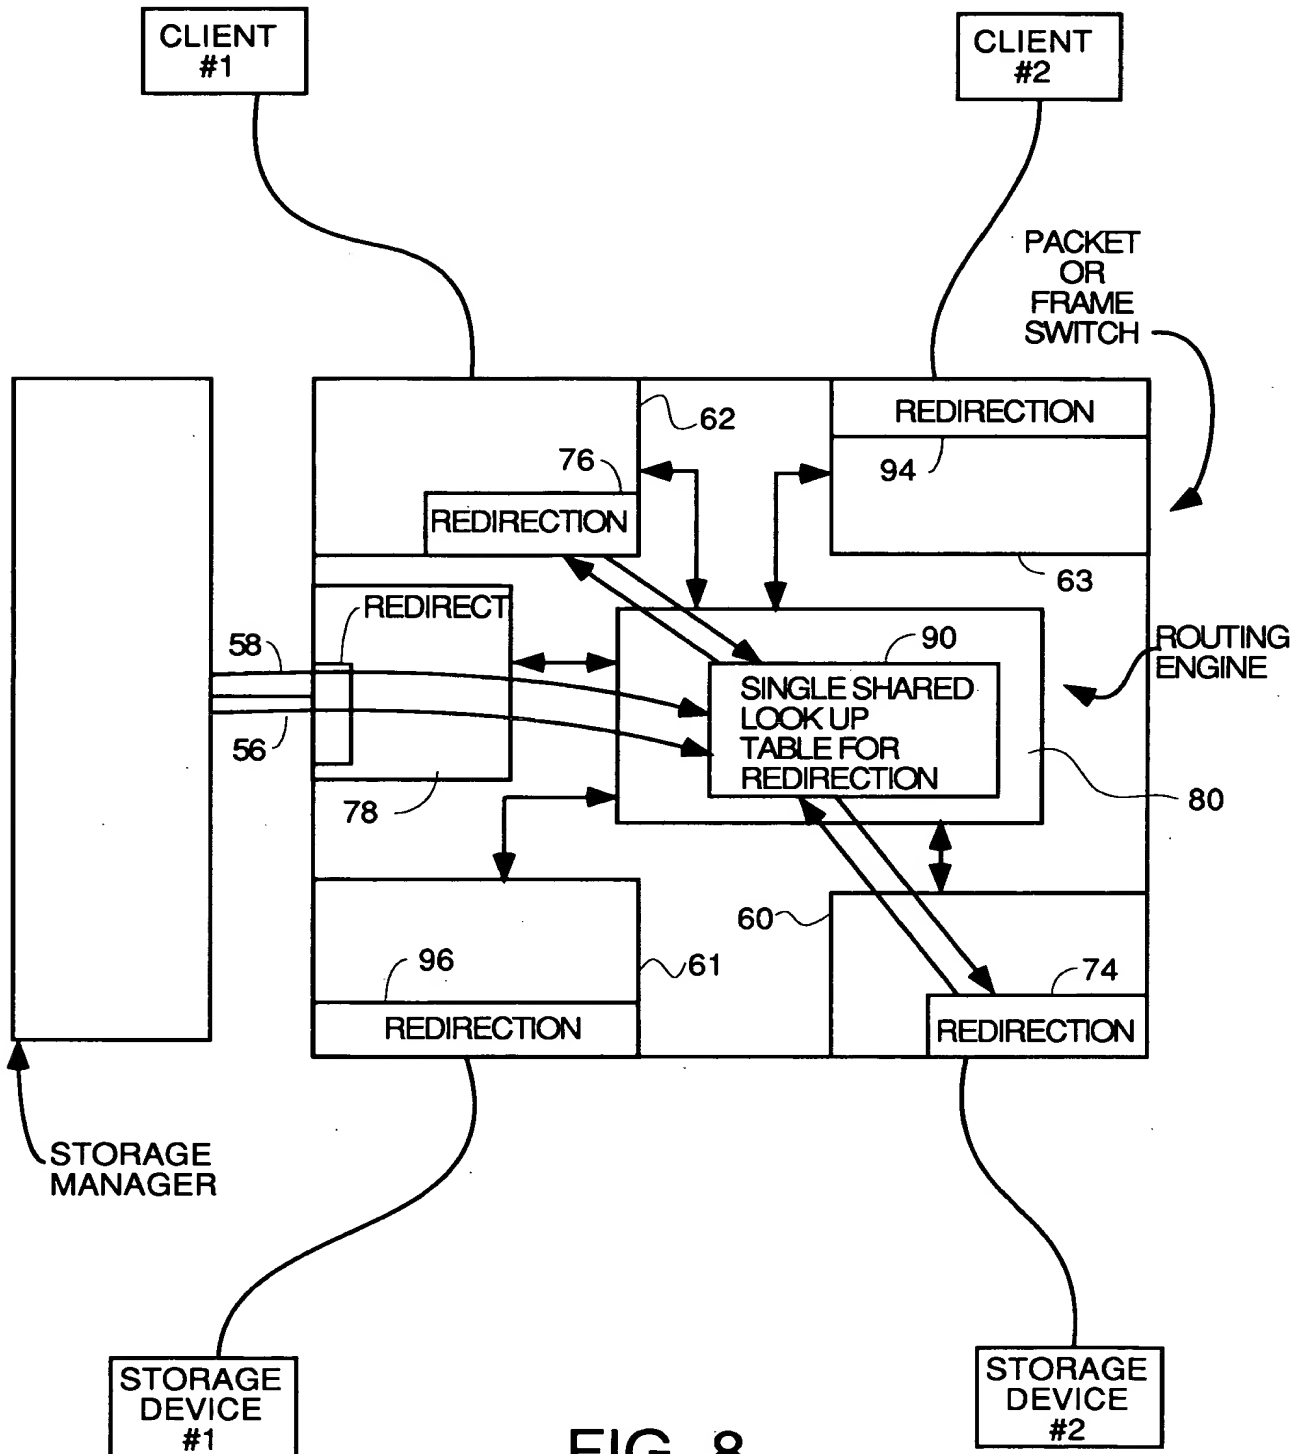 CLIENT
#1
CLIENT
#2
PACKET
OR
FRAME
SWITCH
REDIRECTION
62
94
76
REDIRECTION
63
REDIRECT
58
90
ROUTING
ENGINE
SINGLE SHARED
LOOK UP
TABLE FOR
REDIRECTION
56
78
80
60
96
61
74
REDIRECTION
REDIRECTION
STORAGE
MANAGER
STORAGE
DEVICE
#1
STORAGE
DEVICE
#2
FIG. 8